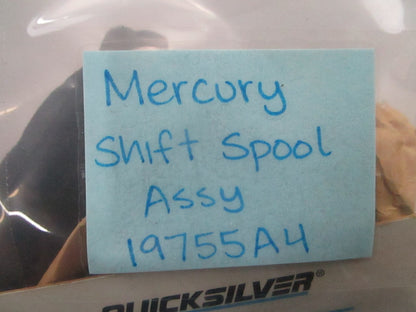 Mercury
Shift Spool
Assy
19755A4
QUICKSILVER®